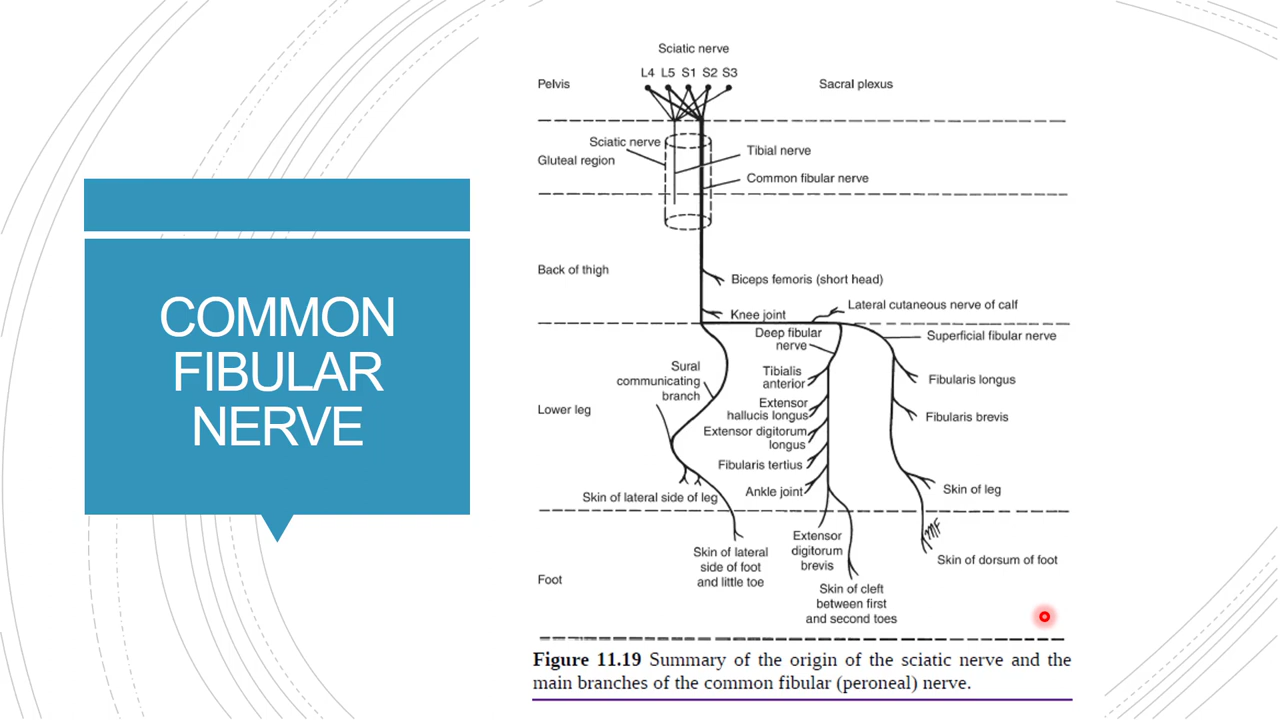 COMMON
FIBULAR
NERVE
Sciatic nerve
L4 L5 S1 S2 S3
Pelvis
Sacral plexus
Sciatic nerve
Gluteal region
Tibial nerve
Common fibular nerve
Back of thigh
Biceps femoris (short head)
Knee joint
Lateral cutaneous nerve of calf
Deep fibular
nerve
Superficial fibular nerve
Sural
communicating
branch
Tibialis
anterior
Fibularis longus
Extensor
hallucis longus
Lower leg
Fibularis brevis
Extensor digitorum
longus
Fibularis tertius
Ankle joint
Skin of lateral side of leg
Skin of leg
Extensor
digitorum
brevis
Skin of lateral
side of foot
and little toe
MF
Skin of dorsum of foot
Foot
Skin of cleft
between first
and second toes
Figure 11.19 Summary of the origin of the sciatic nerve and the
main branches of the common fibular (peroneal) nerve.